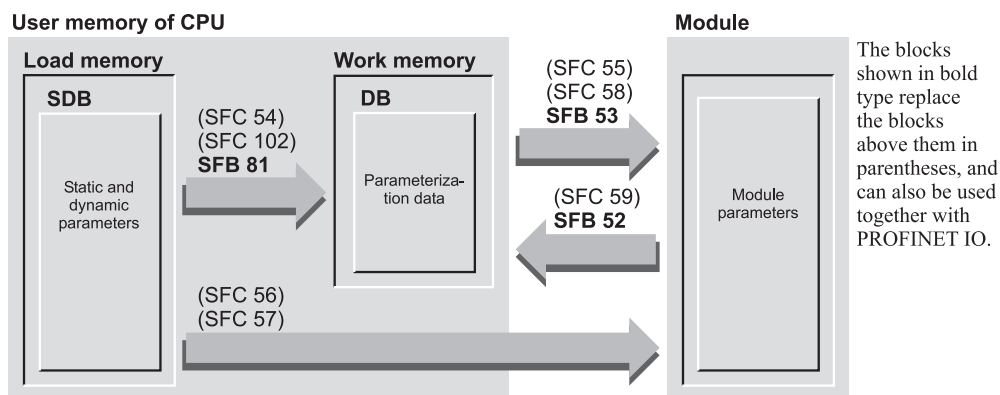 User memory of CPU
Module
Load memory
Work memory
SDB
DB
(SFC 54)
(SFC 102)
SFB 81
Static and
dynamic
parameters
Parameteriza-
tion data
(SFC 55)
(SFC 58)
SFB 53
(SFC 59)
SFB 52
(SFC 56)
(SFC 57)
Module
parameters
The blocks
shown in bold
type replace
the blocks
above them in
parentheses, and
can also be used
together with
PROFINET IO.